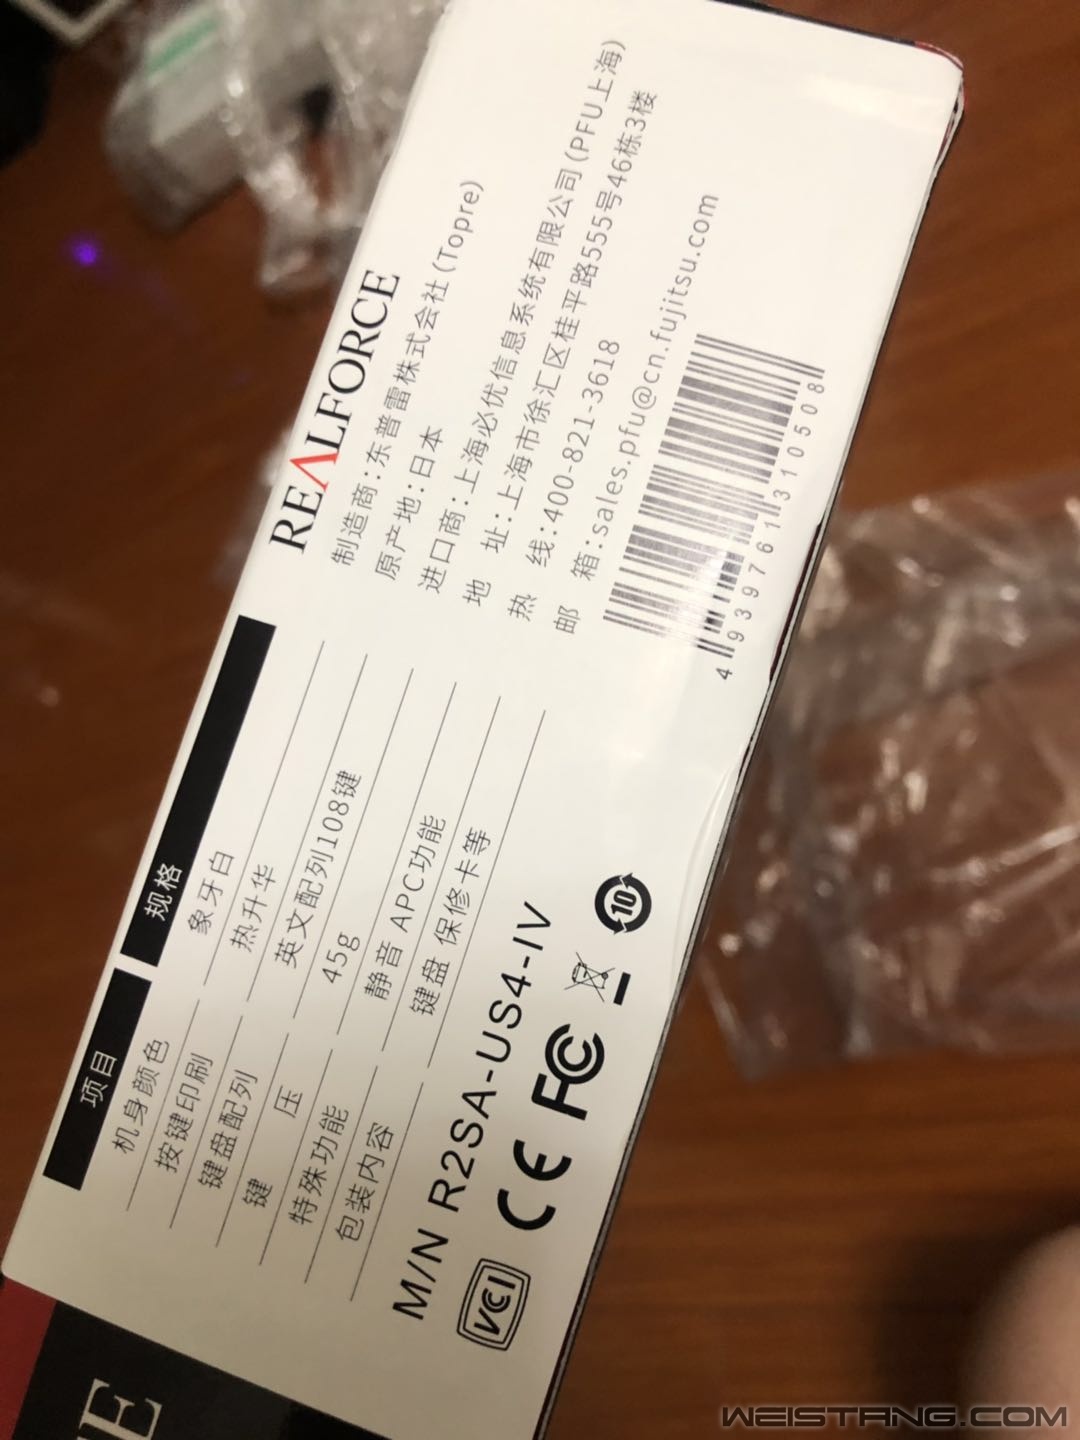 REALFORCE
制造商:东普雷株式会社(Topre)
原产地:日本
进口商:上海必优信息系统有限公司(PFU上海)
地 址:上海市徐汇区桂平路555号46栋3楼
热 线:400-821-3618
邮 箱:sales.pfu@cn.fujitsu.com
4939761310508
项目 规格
机身颜色 象牙白
按键印刷 热升华
键盘配列 英文配列108键
键 压 45g
特殊功能 静音 APC功能
包装内容 键盘 保修卡等
M/N R2SA-US4-IV
VCI CE FC 10
WEISTANG.COM